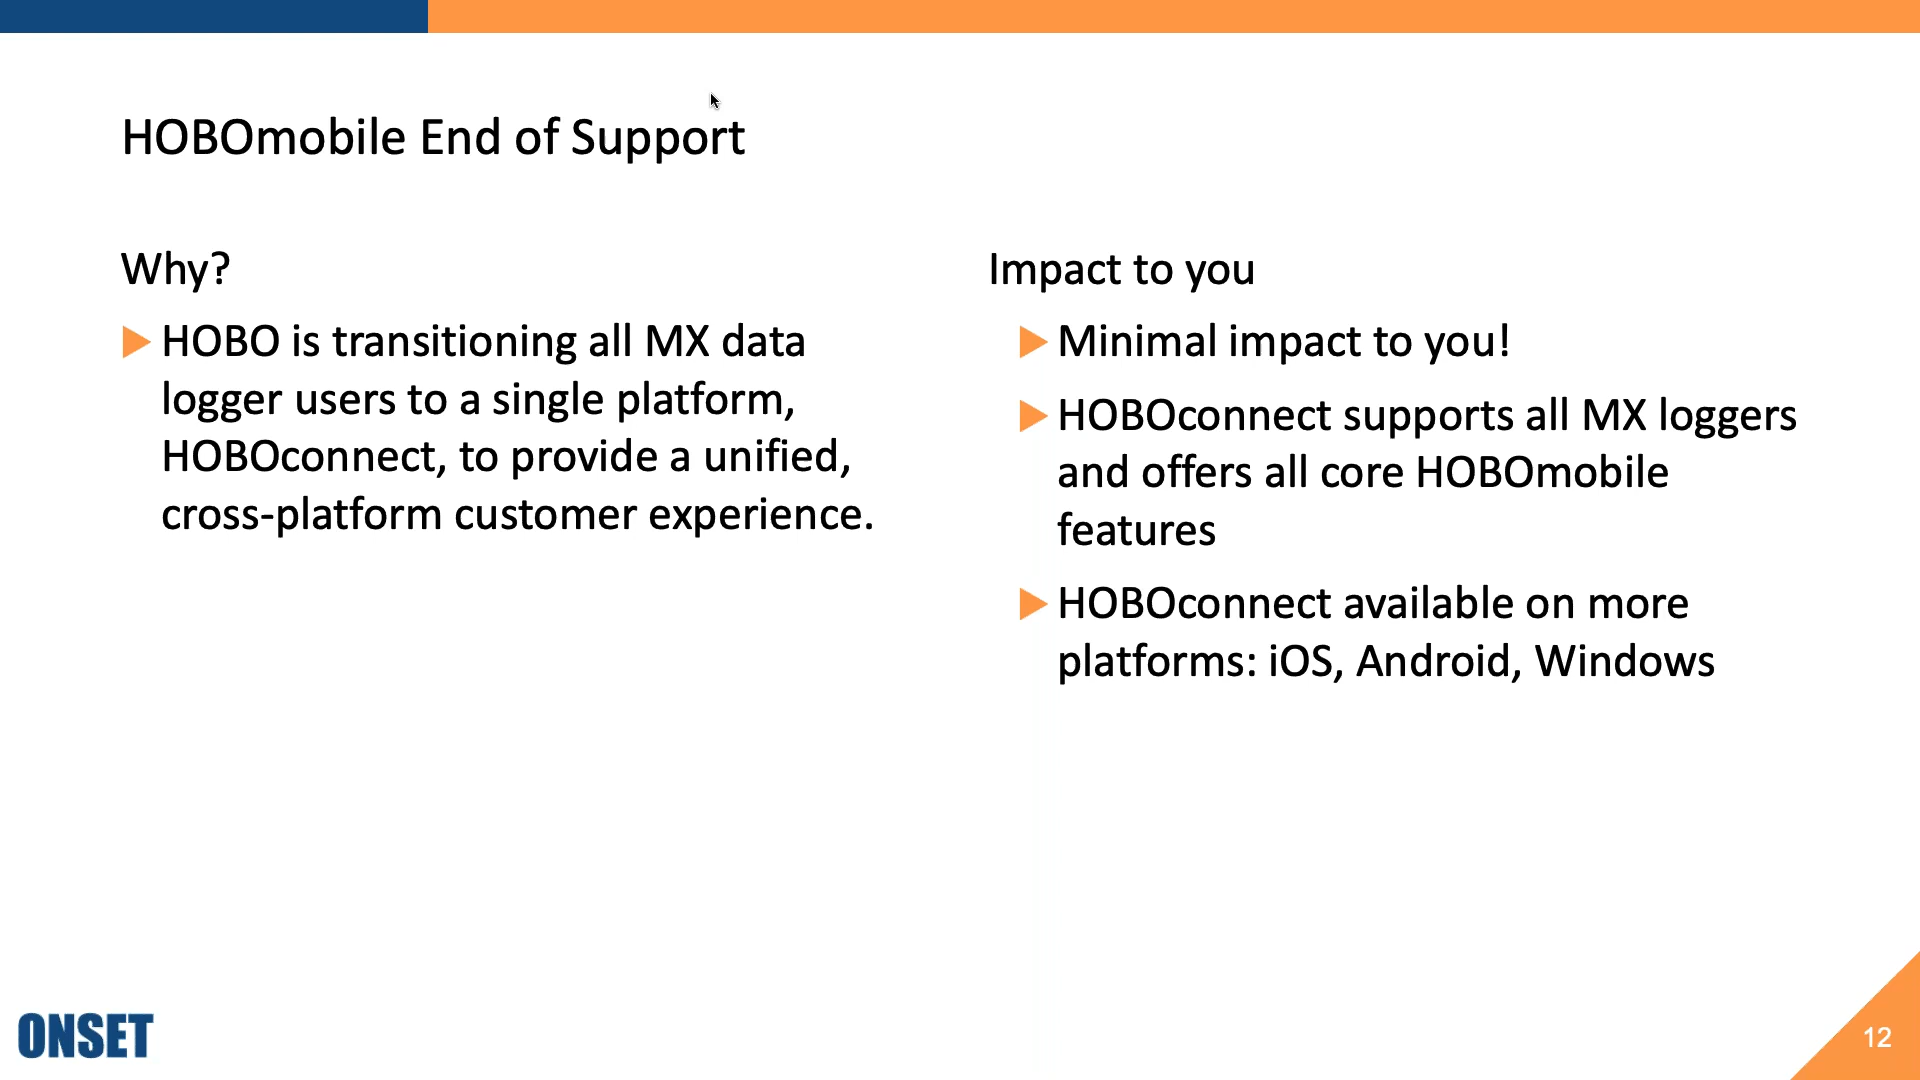 HOBOmobile End of Support
Why?
HOBO is transitioning all MX data
logger users to a single platform,
HOBOconnect, to provide a unified,
cross-platform customer experience.
Impact to you
Minimal impact to you!
HOBOconnect supports all MX loggers
and offers all core HOBOmobile
features
HOBOconnect available on more
platforms: iOS, Android, Windows
ONSET
12